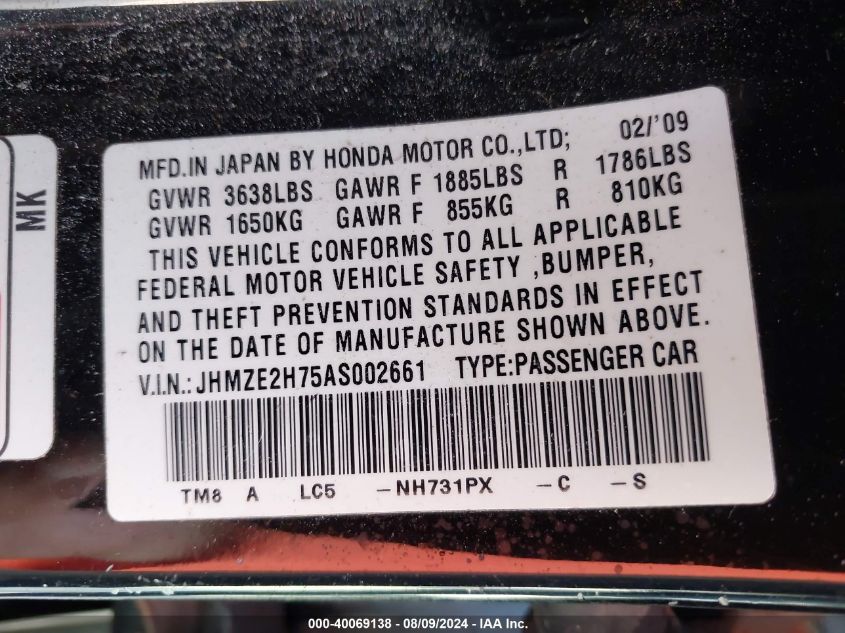 MFD.IN JAPAN BY HONDA MOTOR CO.,LTD; 02/'09
GVWR 3638LBS GAWR F 1885LBS R 1786LBS
GVWR 1650KG GAWR F 855KG R 810KG
THIS VEHICLE CONFORMS TO ALL APPLICABLE
FEDERAL MOTOR VEHICLE SAFETY ,BUMPER,
AND THEFT PREVENTION STANDARDS IN EFFECT
ON THE DATE OF MANUFACTURE SHOWN ABOVE.
V.I.N.: JHMZE2H75AS002661 TYPE:PASSENGER CAR
TM8 A LC5 -NH731PX -C -S
MK
000-40069138 - 08/09/2024 - IAA Inc.